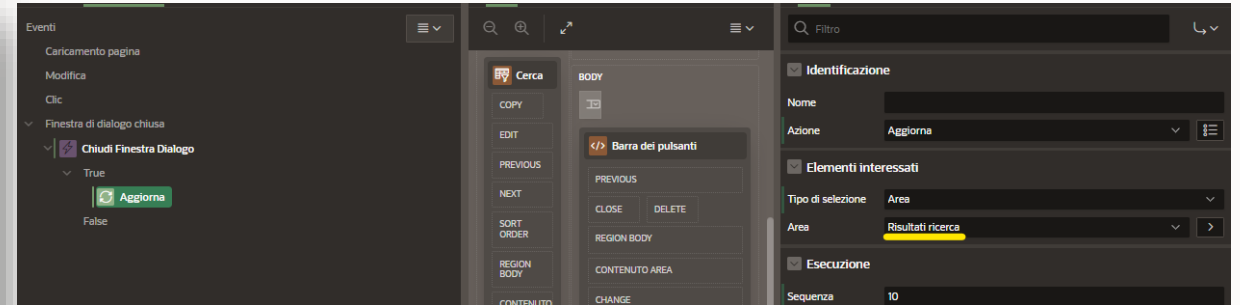 Eventi
Caricamento pagina
Modifica
Clic
Finestra di dialogo chiusa
Chiudi Finestra Dialogo
True
Aggiorna
False
Cerca
COPY
EDIT
PREVIOUS
NEXT
SORT
ORDER
REGION
BODY
CONTENUTO
BODY
Barra dei pulsanti
PREVIOUS
CLOSE DELETE
REGION BODY
CONTENUTO AREA
CHANGE
Filtro
Identificazione
Nome
Azione Aggiorna
Elementi interessati
Tipo di selezione Area
Area Risultati ricerca
Esecuzione
Sequenza 10